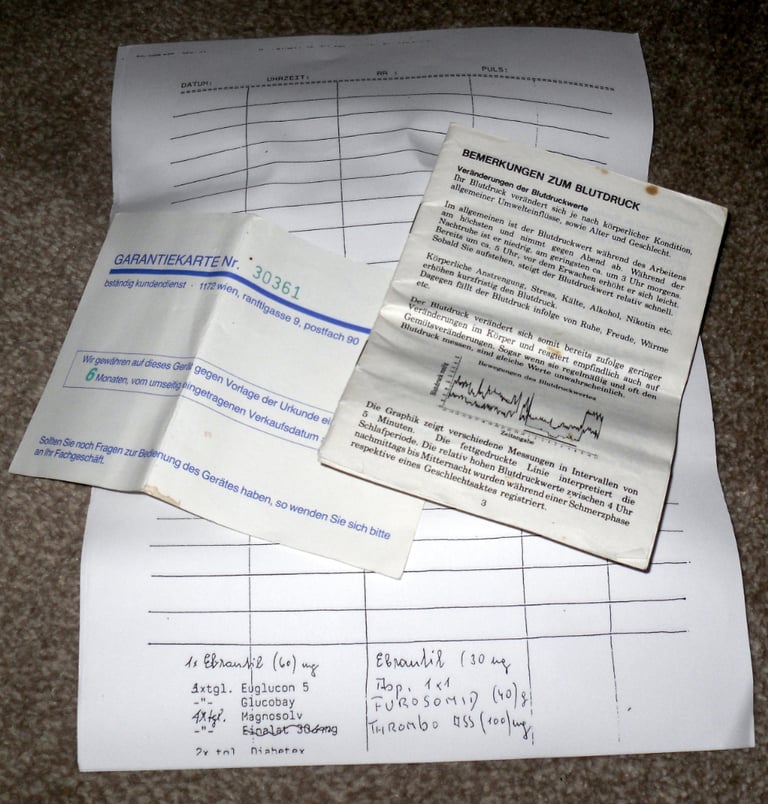 DATUM: UHRZEIT: RR : PULS:
GARANTIEKARTE Nr. 30361
bständig kundendienst · 1172 wien, ranftlgasse 9, postfach 90
Wir gewähren auf dieses Gerät gegen Vorlage der Urkunde ei
6 Monaten, vom umseitig eingetragenen Verkaufsdatum
Sollten Sie noch Fragen zur Bedienung des Gerätes haben, so wenden Sie sich bitte
an Ihr Fachgeschäft.
BEMERKUNGEN ZUM BLUTDRUCK
Veränderungen der Blutdruckwerte
Ihr Blutdruck verändert sich je nach körperlicher Kondition,
allgemeiner Umwelteinflüsse, sowie Alter und Geschlecht.
Im allgemeinen ist der Blutdruckwert während des Arbeitens
am höchsten und nimmt gegen Abend ab. Während der
Nachtruhe ist er niedrig, am geringsten ca. um 3 Uhr morgens.
Bereits um ca. 5 Uhr, vor dem Erwachen erhöht er sich leicht.
Sobald Sie aufstehen, steigt der Blutdruckwert relativ schnell.
Körperliche Anstrengung, Stress, Kälte, Alkohol, Nikotin etc.
erhöhen kurzfristig den Blutdruck.
Dagegen fällt der Blutdruck infolge von Ruhe, Freude, Wärme
etc.
Der Blutdruck verändert sich somit bereits zufolge geringer
Veränderungen im Körper und reagiert empfindlich auch auf
Gemütsveränderungen. Sogar wenn sie regelmäßig und oft den
Blutdruck messen, sind gleiche Werte unwahrscheinlich.
Bewegungen des Blutdruckwertes
Zeitangabe
Die Graphik zeigt verschiedene Messungen in Intervallen von
5 Minuten. Die fettgedruckte Linie interpretiert die
Schlafperiode. Die relativ hohen Blutdruckwerte zwischen 4 Uhr
nachmittags bis Mitternacht wurden während einer Schmerzphase
respektive eines Geschlechtsaktes registriert.
3
1x Ebrantil (60) mg
1xtgl. Euglucon 5
-"- Glucobay
1xtgl. Magnosolv
-"- Einalat 30mg
2x tgl Diabetex
Ebrantil (30 mg
Asp. 1x1
FUROSOMID (40)g
THROMBO ASS (100) mg